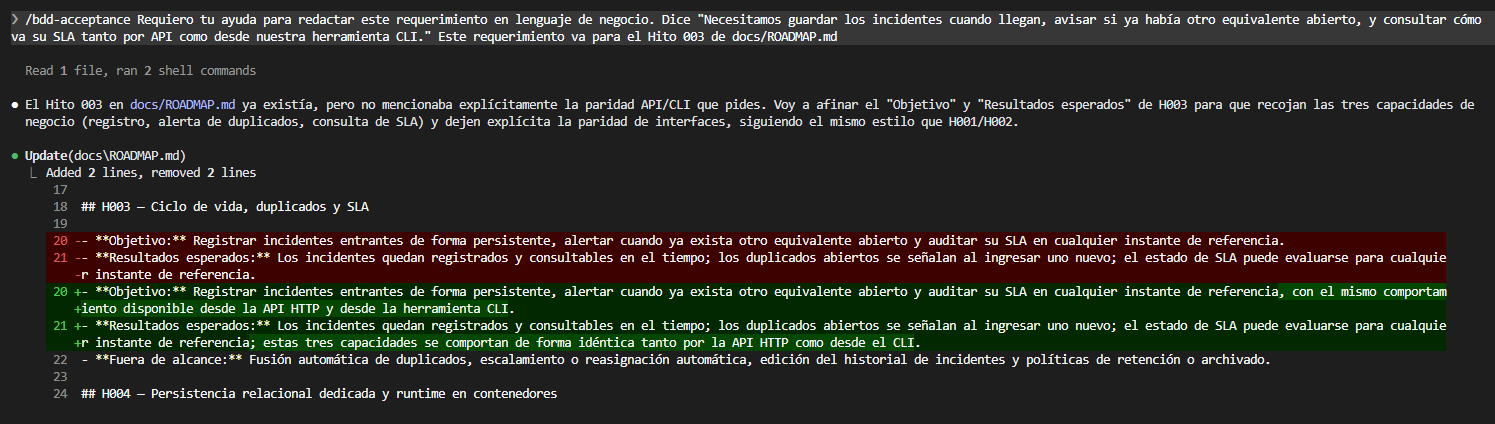 ❯ /bdd-acceptance Requiero tu ayuda para redactar este requerimiento en lenguaje de negocio. Dice "Necesitamos guardar los incidentes cuando llegan, avisar si ya había otro equivalente abierto, y consultar cómo
va su SLA tanto por API como desde nuestra herramienta CLI." Este requerimiento va para el Hito 003 de docs/ROADMAP.md
Read 1 file, ran 2 shell commands
● El Hito 003 en docs/ROADMAP.md ya existía, pero no mencionaba explícitamente la paridad API/CLI que pides. Voy a afinar el "Objetivo" y "Resultados esperados" de H003 para que recojan las tres capacidades de
negocio (registro, alerta de duplicados, consulta de SLA) y dejen explícita la paridad de interfaces, siguiendo el mismo estilo que H001/H002.
● Update(docs\ROADMAP.md)
⎿ Added 2 lines, removed 2 lines
17
18 ## H003 — Ciclo de vida, duplicados y SLA
19
20 -- **Objetivo:** Registrar incidentes entrantes de forma persistente, alertar cuando ya exista otro equivalente abierto y auditar su SLA en cualquier instante de referencia.
21 -- **Resultados esperados:** Los incidentes quedan registrados y consultables en el tiempo; los duplicados abiertos se señalan al ingresar uno nuevo; el estado de SLA puede evaluarse para cualquie
-r instante de referencia.
20 +- **Objetivo:** Registrar incidentes entrantes de forma persistente, alertar cuando ya exista otro equivalente abierto y auditar su SLA en cualquier instante de referencia, con el mismo comportam
+iento disponible desde la API HTTP y desde la herramienta CLI.
21 +- **Resultados esperados:** Los incidentes quedan registrados y consultables en el tiempo; los duplicados abiertos se señalan al ingresar uno nuevo; el estado de SLA puede evaluarse para cualquie
+r instante de referencia; estas tres capacidades se comportan de forma idéntica tanto por la API HTTP como desde el CLI.
22 - **Fuera de alcance:** Fusión automática de duplicados, escalamiento o reasignación automática, edición del historial de incidentes y políticas de retención o archivado.
23
24 ## H004 — Persistencia relacional dedicada y runtime en contenedores